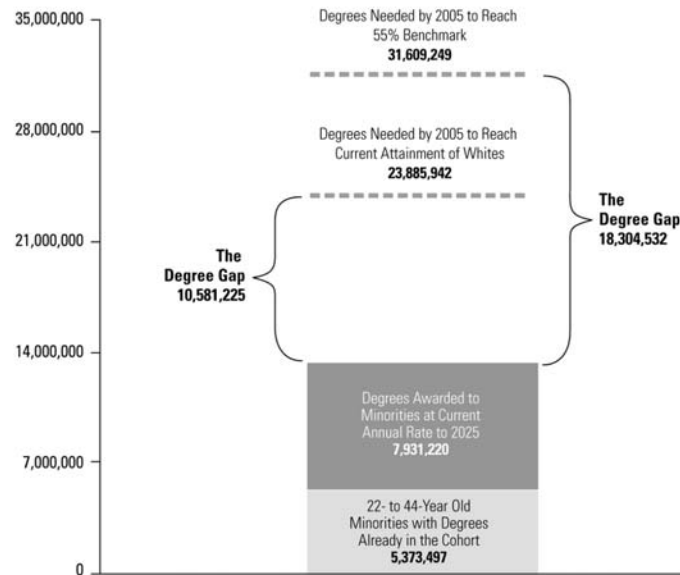 35,000,000
28,000,000
21,000,000
14,000,000
7,000,000
0
Degrees Needed by 2005 to Reach
55% Benchmark
31,609,249
Degrees Needed by 2005 to Reach
Current Attainment of Whites
23,885,942
The
Degree Gap
10,581,225
The
Degree Gap
18,304,532
Degrees Awarded to
Minorities at Current
Annual Rate to 2025
7,931,220
22- to 44-Year Old
Minorities with Degrees
Already in the Cohort
5,373,497